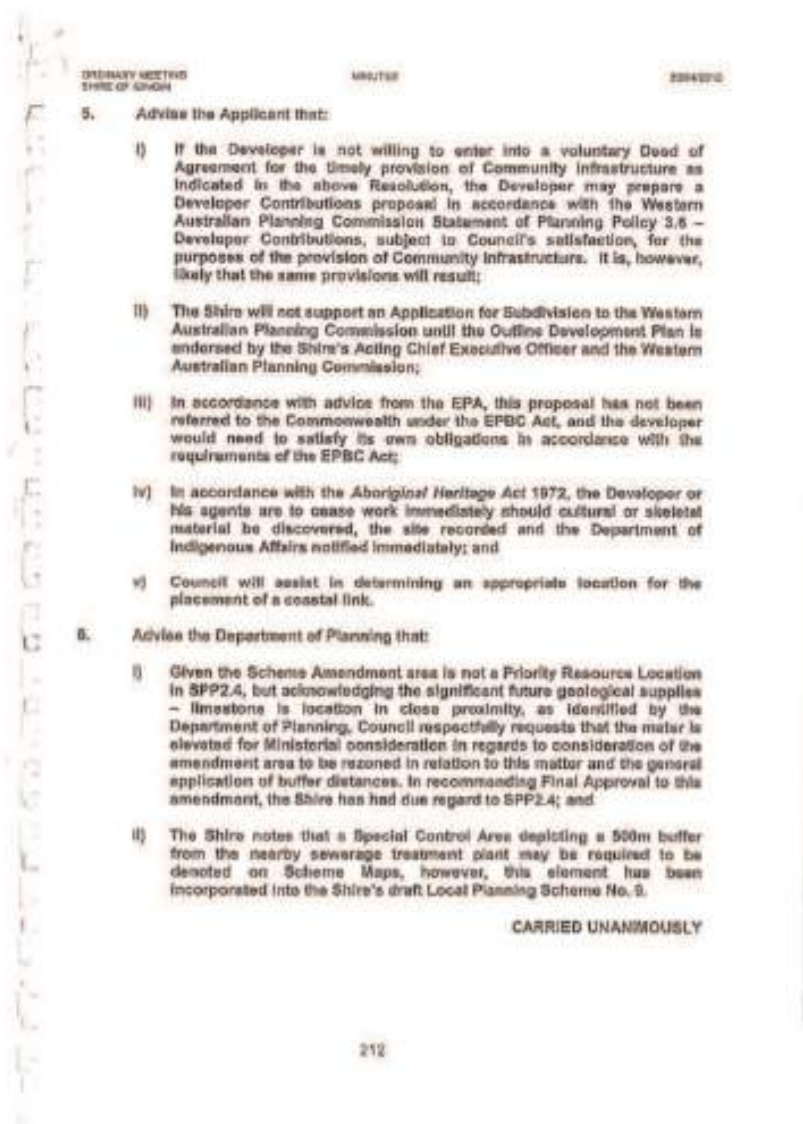 ORDINARY MEETING MINUTES
SHIRE OF GINGIN
5. Advise the Applicant that:
i) If the Developer is not willing to enter into a voluntary Deed of
Agreement for the timely provision of Community Infrastructure as
indicated in the above Resolution, the Developer may prepare a
Developer Contributions proposal in accordance with the Western
Australian Planning Commission Statement of Planning Policy 3.6 –
Developer Contributions, subject to Council's satisfaction, for the
purposes of the provision of Community Infrastructure. It is, however,
likely that the same provisions will result;
ii) The Shire will not support an Application for Subdivision to the Western
Australian Planning Commission until the Outline Development Plan is
endorsed by the Shire's Acting Chief Executive Officer and the Western
Australian Planning Commission;
iii) In accordance with advice from the EPA, this proposal has not been
referred to the Commonwealth under the EPBC Act, and the developer
would need to satisfy its own obligations in accordance with the
requirements of the EPBC Act;
iv) In accordance with the Aboriginal Heritage Act 1972, the Developer or
his agents are to cease work immediately should cultural or skeletal
material be discovered, the site recorded and the Department of
Indigenous Affairs notified immediately; and
v) Council will assist in determining an appropriate location for the
placement of a coastal link.
6. Advise the Department of Planning that:
i) Given the Scheme Amendment area is not a Priority Resource Location
in SPP2.4, but acknowledging the significant future geological supplies
– limestone is location in close proximity, as identified by the
Department of Planning, Council respectfully requests that the mater is
elevated for Ministerial consideration in regards to consideration of the
amendment area to be rezoned in relation to this matter and the general
application of buffer distances. In recommending Final Approval to this
amendment, the Shire has had due regard to SPP2.4; and
ii) The Shire notes that a Special Control Area depicting a 500m buffer
from the nearby sewerage treatment plant may be required to be
denoted on Scheme Maps, however, this element has been
incorporated into the Shire's draft Local Planning Scheme No. 9.
CARRIED UNANIMOUSLY
212